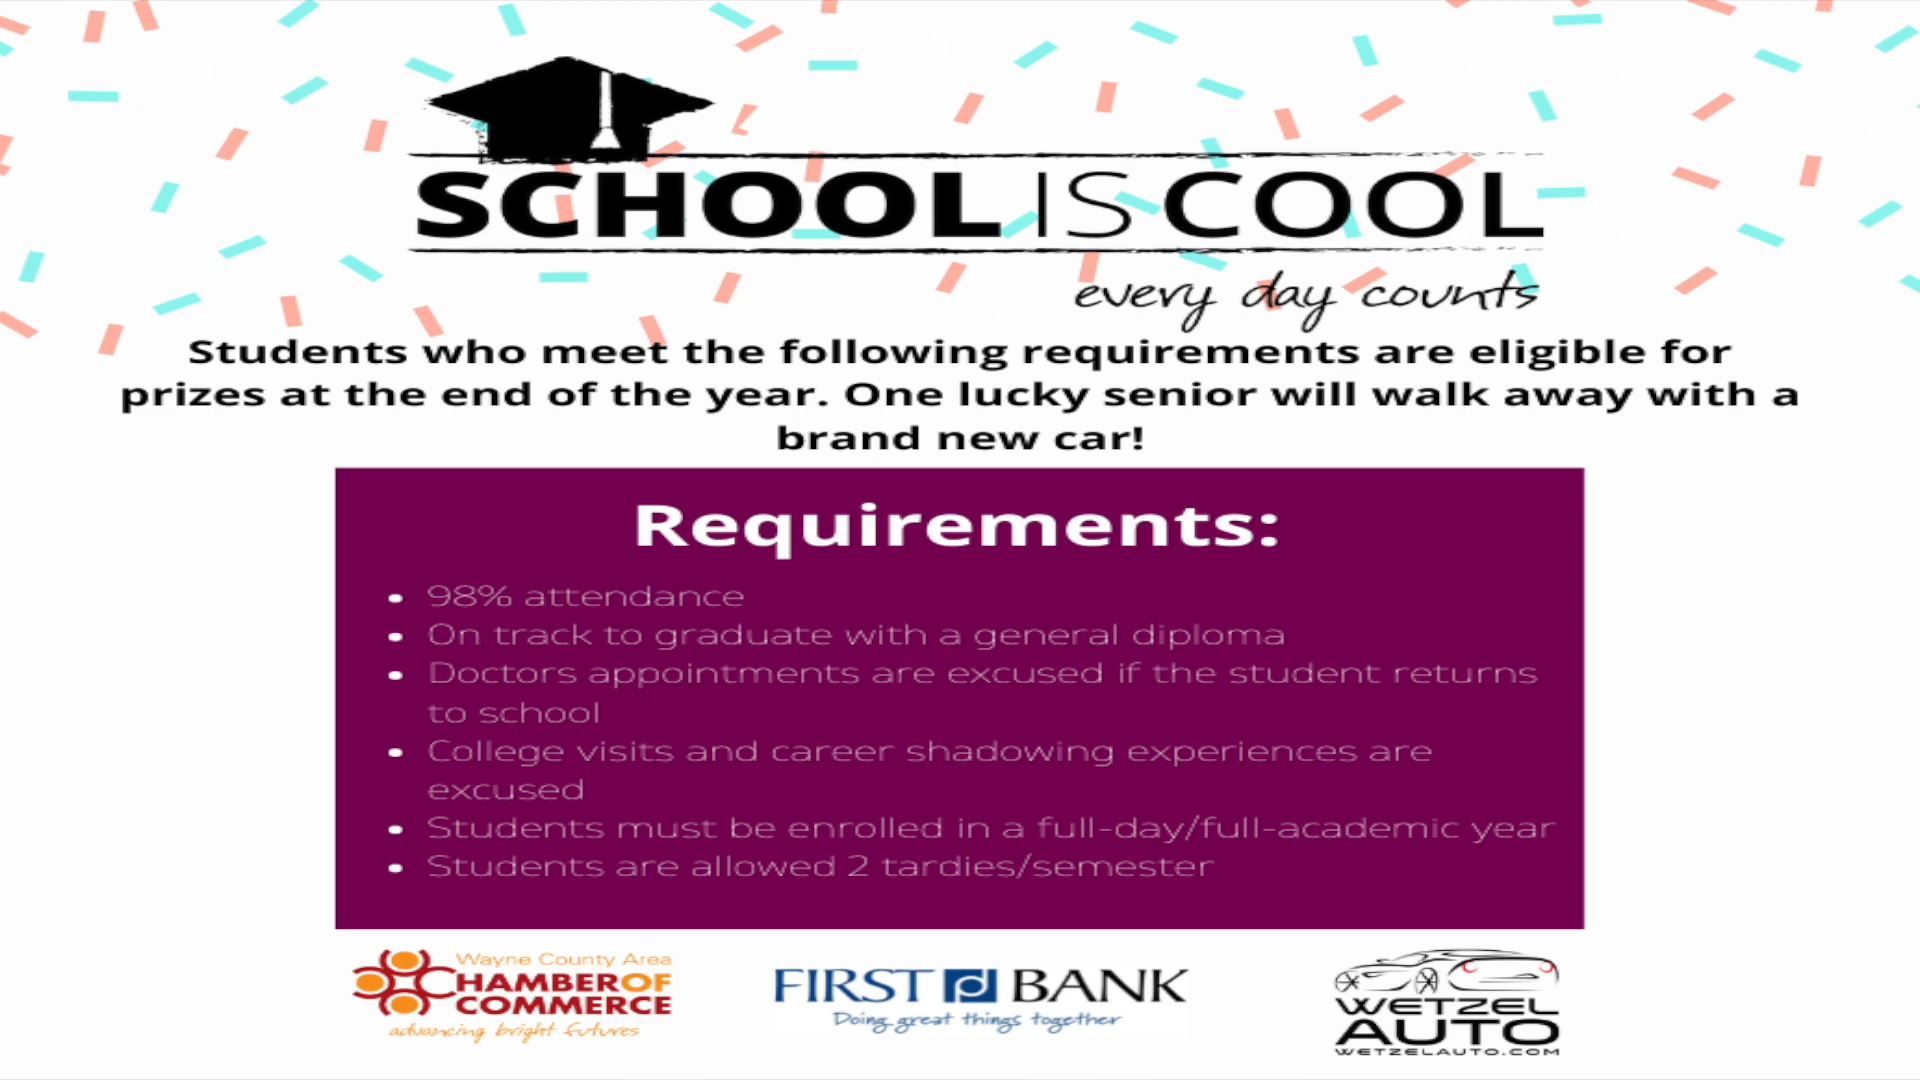 SCHOOL IS COOL
every day counts
Students who meet the following requirements are eligible for
prizes at the end of the year. One lucky senior will walk away with a
brand new car!
Requirements:
• 98% attendance
• On track to graduate with a general diploma
• Doctors appointments are excused if the student returns
to school
• College visits and career shadowing experiences are
excused
• Students must be enrolled in a full-day/full-academic year
• Students are allowed 2 tardies/semester
Wayne County Area
CHAMBER OF
COMMERCE
advancing bright futures
FIRST BANK
Doing great things together
WETZEL
AUTO
WETZELAUTO.COM